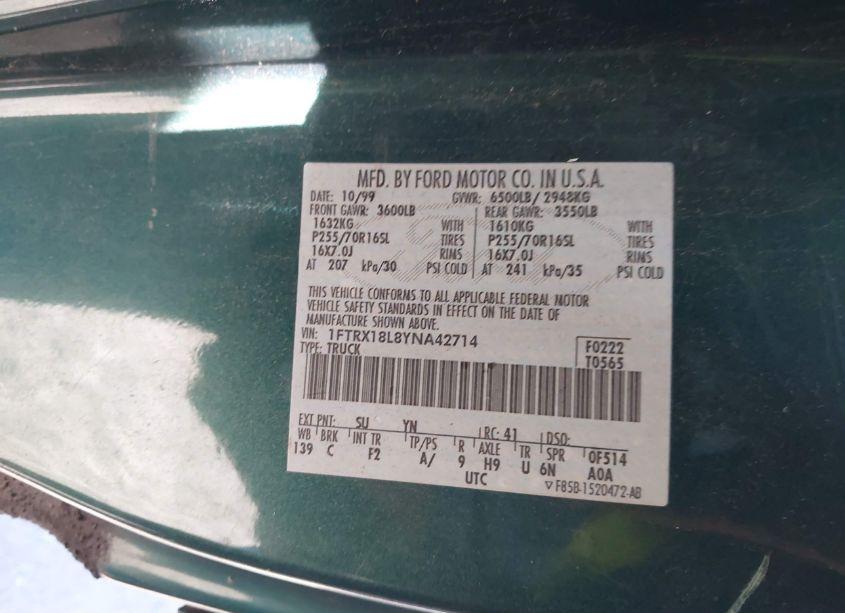 MFD. BY FORD MOTOR CO. IN U.S.A.
DATE: 10/99 GVWR: 6500LB/ 2948KG
FRONT GAWR: 3600LB REAR GAWR: 3550LB
1632KG WITH 1610KG WITH
P255/70R16SL TIRES P255/70R16SL TIRES
16X7.0J RIMS 16X7.0J RIMS
AT 207 kPa/30 PSI COLD AT 241 kPa/35 PSI COLD
THIS VEHICLE CONFORMS TO ALL APPLICABLE FEDERAL MOTOR
VEHICLE SAFETY STANDARDS IN EFFECT ON THE DATE OF
MANUFACTURE SHOWN ABOVE.
VIN: 1FTRX18L8YNA42714 F0222
TYPE: TRUCK T0565
EXT PNT: SU YN RC: 41 DSO:
WB BRK INT TR TP/PS R AXLE TR SPR 0F514
139 C F2 A/ 9 H9 U 6N A0A
UTC ▽ F85B-1520472-AB